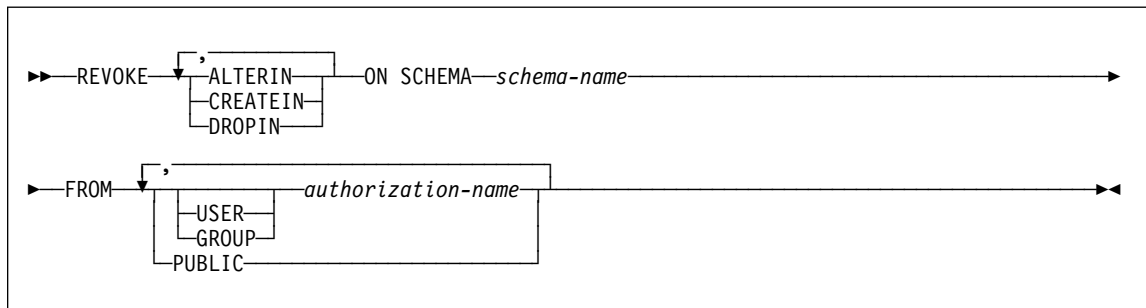 ,
REVOKE ALTERIN ON SCHEMA schema-name
CREATEIN
DROPIN
,
FROM authorization-name
USER
GROUP
PUBLIC